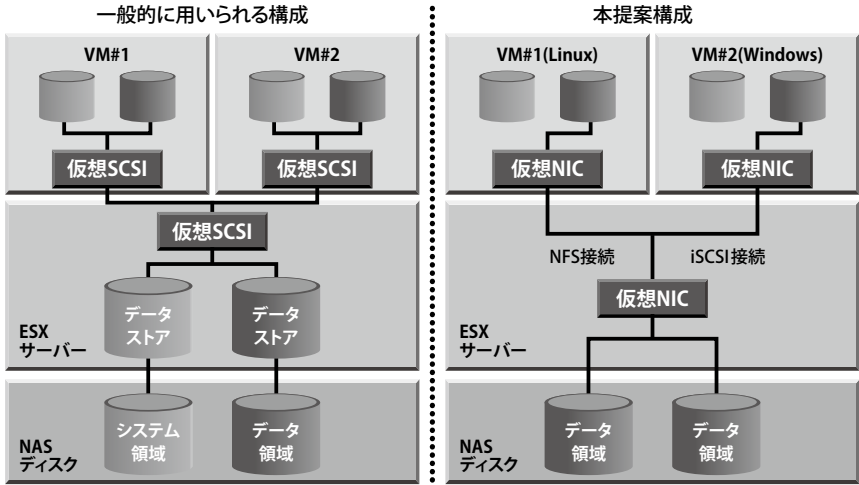 一般的に用いられる構成
VM#1
VM#2
仮想SCSI
仮想SCSI
仮想SCSI
データ
ストア
データ
ストア
ESX
サーバー
システム
領域
データ
領域
NAS
ディスク
本提案構成
VM#1(Linux)
VM#2(Windows)
仮想NIC
仮想NIC
NFS接続
iSCSI接続
仮想NIC
ESX
サーバー
データ
領域
データ
領域
NAS
ディスク